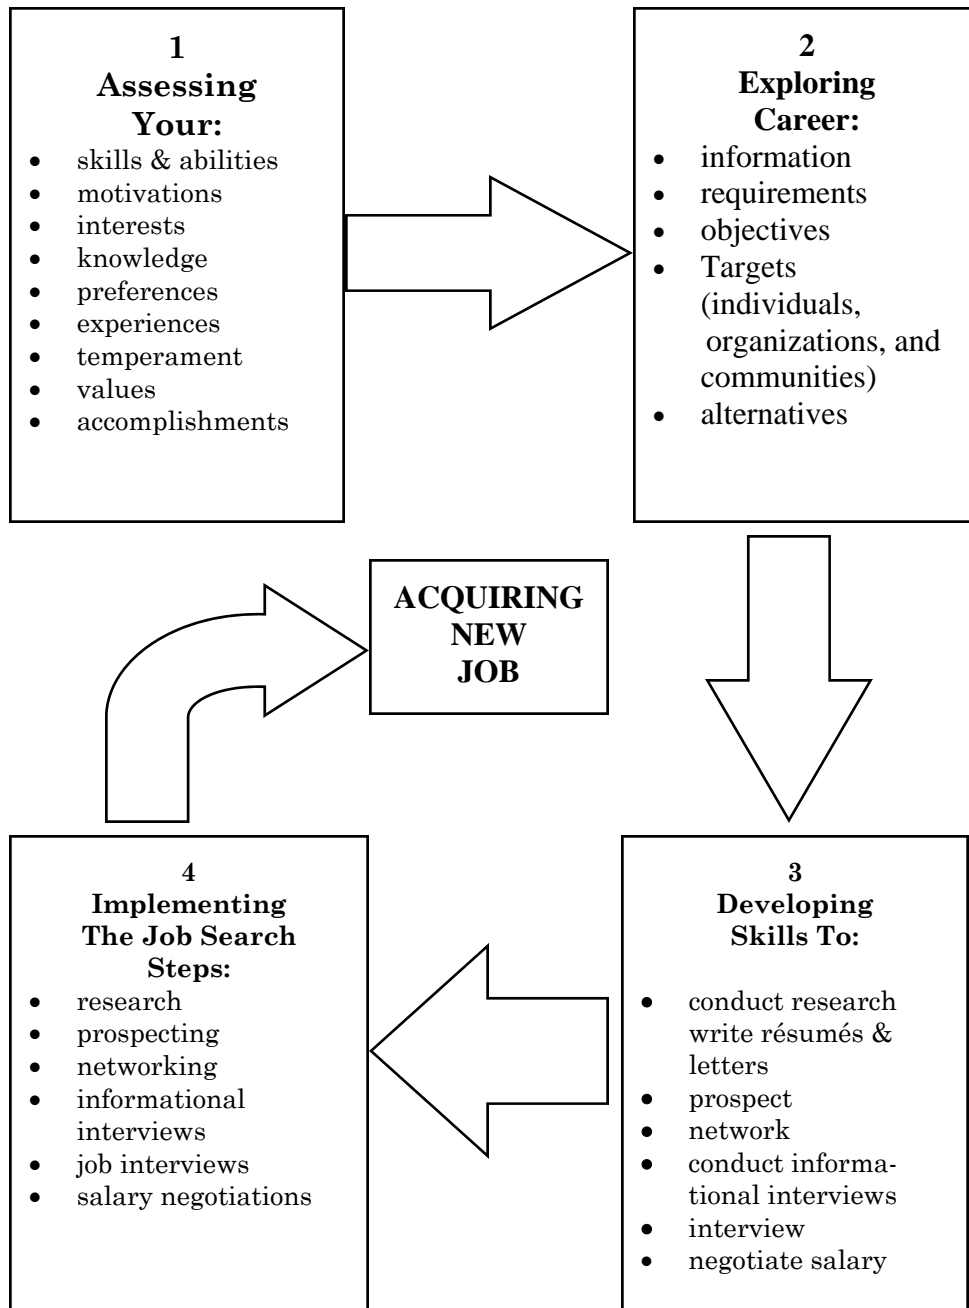 1
Assessing
Your:
• skills & abilities
• motivations
• interests
• knowledge
• preferences
• experiences
• temperament
• values
• accomplishments
2
Exploring
Career:
• information
• requirements
• objectives
• Targets
(individuals,
organizations, and
communities)
• alternatives
ACQUIRING
NEW
JOB
3
Developing
Skills To:
• conduct research
write résumés &
letters
• prospect
• network
• conduct informa-
tional interviews
• interview
• negotiate salary
4
Implementing
The Job Search
Steps:
• research
• prospecting
• networking
• informational
interviews
• job interviews
• salary negotiations